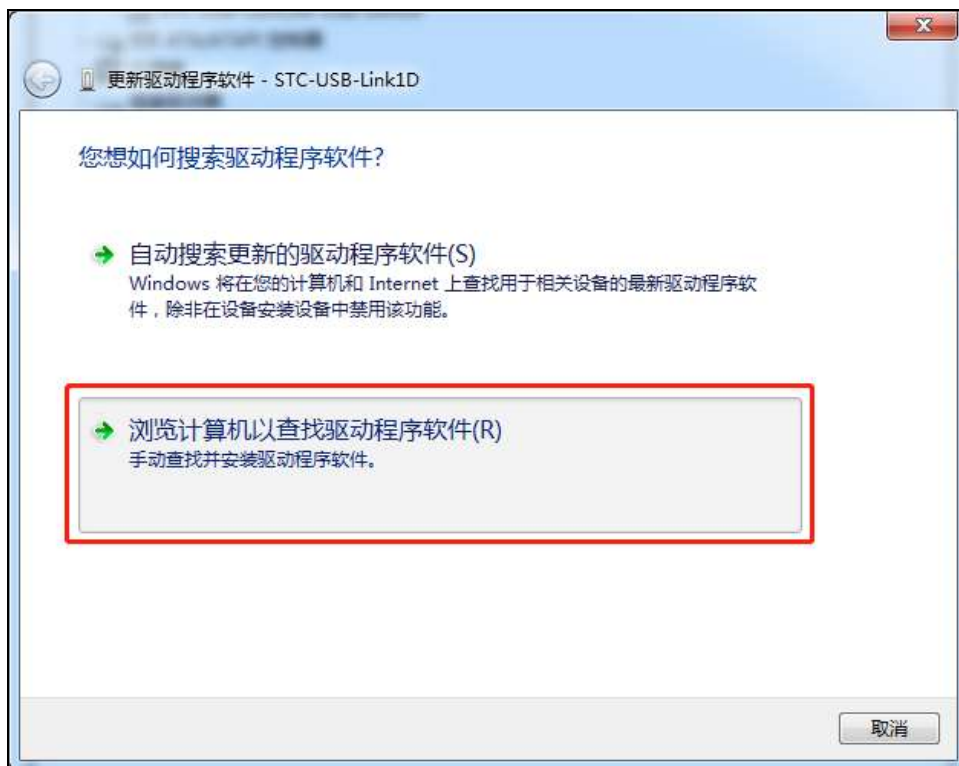 更新驱动程序软件 - STC-USB-Link1D
您想如何搜索驱动程序软件?
自动搜索更新的驱动程序软件(S)
Windows 将在您的计算机和 Internet 上查找用于相关设备的最新驱动程序软
件，除非在设备安装设备中禁用该功能。
浏览计算机以查找驱动程序软件(R)
手动查找并安装驱动程序软件。
取消